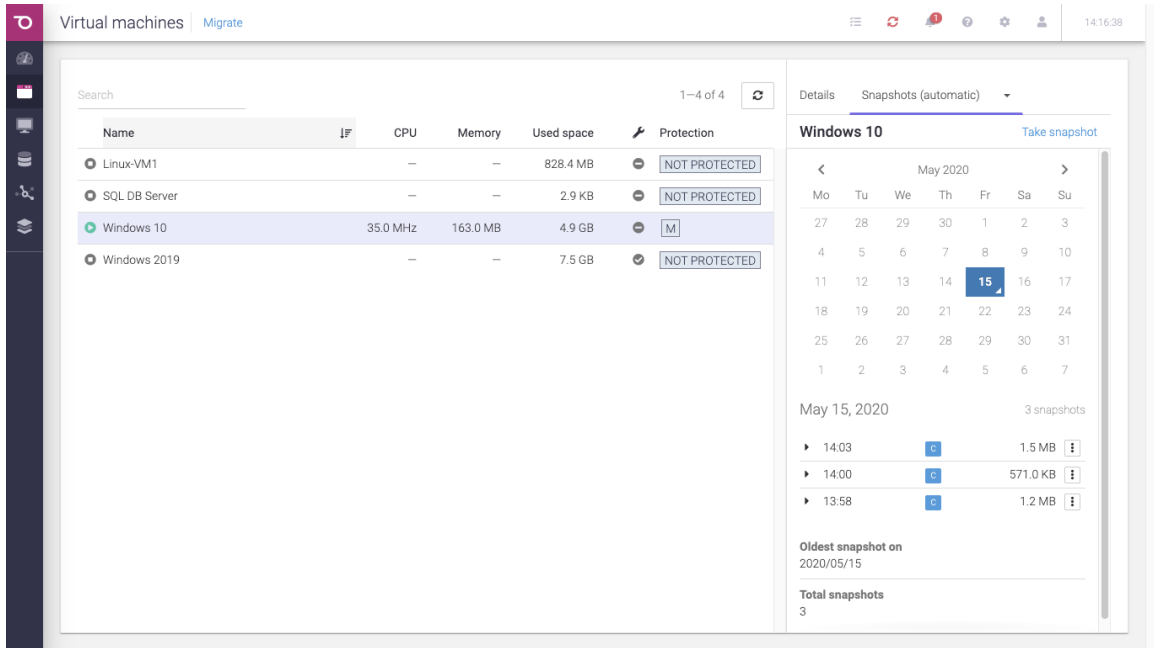 Virtual machines Migrate 1 14:16:38
Search 1—4 of 4
Name CPU Memory Used space Protection
Linux-VM1 — — 828.4 MB NOT PROTECTED
SQL DB Server — — 2.9 KB NOT PROTECTED
Windows 10 35.0 MHz 163.0 MB 4.9 GB M
Windows 2019 — — 7.5 GB NOT PROTECTED
Details Snapshots (automatic)
Windows 10 Take snapshot
May 2020
Mo Tu We Th Fr Sa Su
27 28 29 30 1 2 3
4 5 6 7 8 9 10
11 12 13 14 15 16 17
18 19 20 21 22 23 24
25 26 27 28 29 30 31
1 2 3 4 5 6 7
May 15, 2020 3 snapshots
14:03 C 1.5 MB
14:00 C 571.0 KB
13:58 C 1.2 MB
Oldest snapshot on
2020/05/15
Total snapshots
3